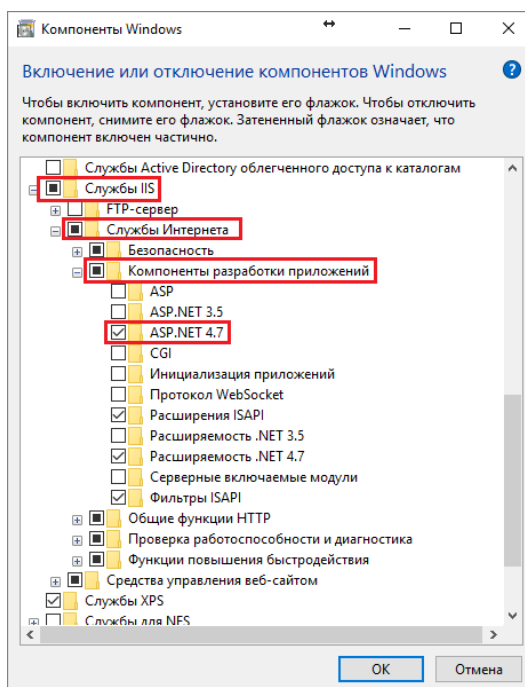 Компоненты Windows
Включение или отключение компонентов Windows
Чтобы включить компонент, установите его флажок. Чтобы отключить
компонент, снимите его флажок. Затененный флажок означает, что
компонент включен частично.
Службы Active Directory облегченного доступа к каталогам
Службы IIS
FTP-сервер
Службы Интернета
Безопасность
Компоненты разработки приложений
ASP
ASP.NET 3.5
ASP.NET 4.7
CGI
Инициализация приложений
Протокол WebSocket
Расширения ISAPI
Расширяемость .NET 3.5
Расширяемость .NET 4.7
Серверные включаемые модули
Фильтры ISAPI
Общие функции HTTP
Проверка работоспособности и диагностика
Функции повышения быстродействия
Средства управления веб-сайтом
Службы XPS
Службы для NFS
ОК
Отмена